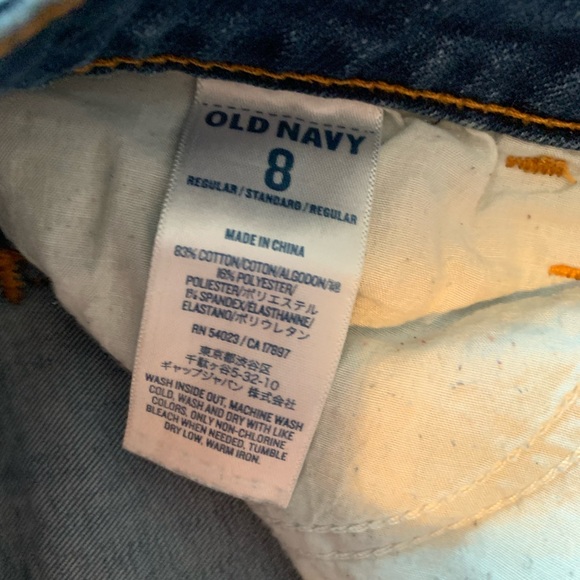 OLD NAVY
8
REGULAR/STANDARD/REGULAR
MADE IN CHINA
83% COTTON/COTON/ALGODON/綿
16% POLYESTER/
POLIESTER/ポリエステル
1% SPANDEX/ELASTHANNE/
ELASTANO/ポリウレタン
RN 54023 / CA 17897
東京都渋谷区
千駄ヶ谷5-32-10
ギャップジャパン 株式会社
WASH INSIDE OUT. MACHINE WASH
COLD, WASH AND DRY WITH LIKE
COLORS, ONLY NON-CHLORINE
BLEACH WHEN NEEDED, TUMBLE
DRY LOW, WARM IRON.